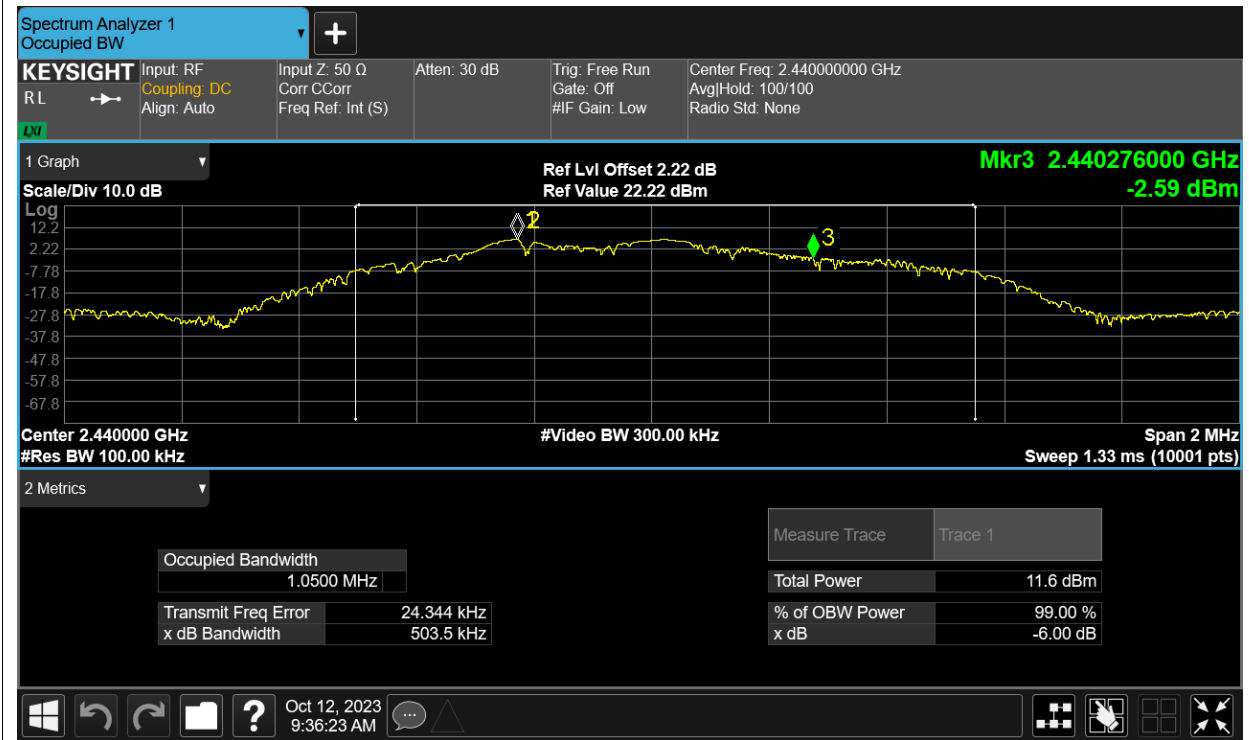 Spectrum Analyzer 1
Occupied BW
KEYSIGHT
RL
LXI
Input: RF
Coupling: DC
Align: Auto
Input Z: 50 Ω
Corr CCorr
Freq Ref: Int (S)
Atten: 30 dB
Trig: Free Run
Gate: Off
#IF Gain: Low
Center Freq: 2.440000000 GHz
Avg|Hold: 100/100
Radio Std: None
1 Graph
Scale/Div 10.0 dB
Ref Lvl Offset 2.22 dB
Ref Value 22.22 dBm
Mkr3 2.440276000 GHz
-2.59 dBm
Log
12.2
2.22
-7.78
-17.8
-27.8
-37.8
-47.8
-57.8
-67.8
3
Center 2.440000 GHz
#Video BW 300.00 kHz
Span 2 MHz
#Res BW 100.00 kHz
Sweep 1.33 ms (10001 pts)
2 Metrics
Measure Trace Trace 1
Occupied Bandwidth
1.0500 MHz
Total Power 11.6 dBm
Transmit Freq Error 24.344 kHz
% of OBW Power 99.00 %
x dB Bandwidth 503.5 kHz
x dB -6.00 dB
?
Oct 12, 2023
9:36:23 AM